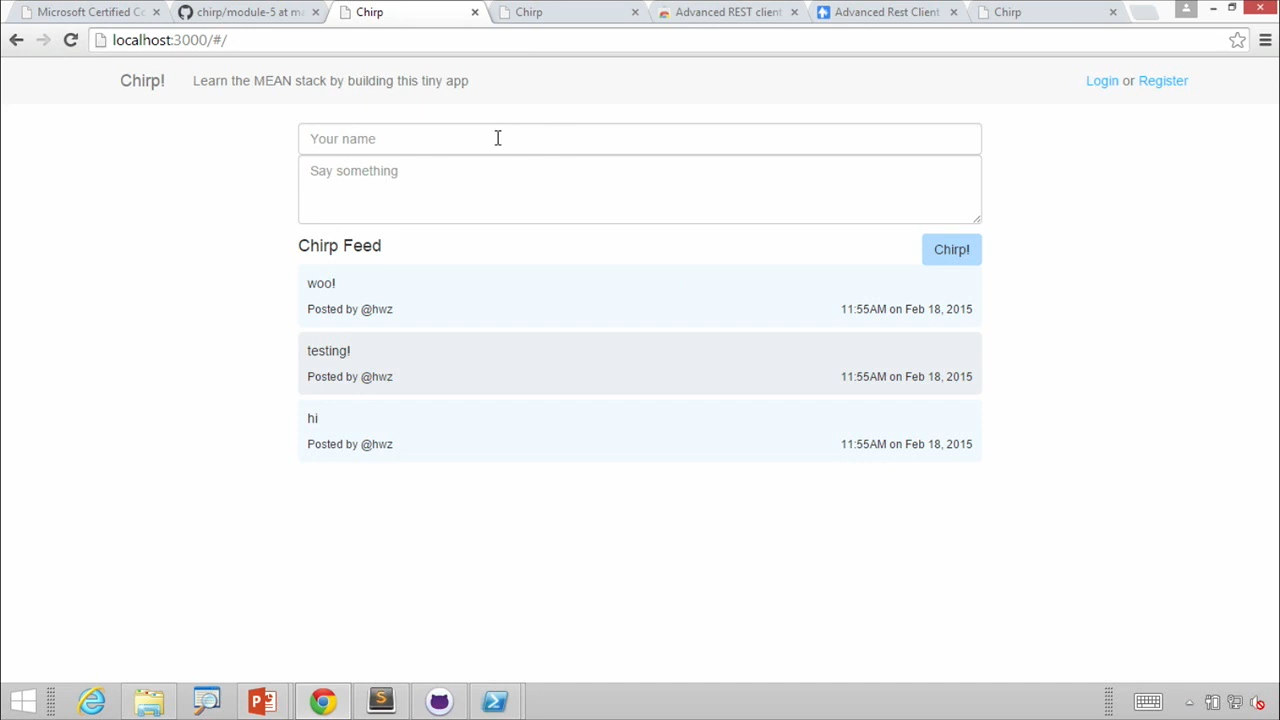 Microsoft Certified Co
chirp/module-5 at ma
Chirp
Chirp
Advanced REST client
Advanced Rest Client
Chirp
localhost:3000/#/
Chirp!
Learn the MEAN stack by building this tiny app
Login or Register
Your name
Say something
Chirp Feed
Chirp!
woo!
Posted by @hwz
11:55AM on Feb 18, 2015
testing!
Posted by @hwz
11:55AM on Feb 18, 2015
hi
Posted by @hwz
11:55AM on Feb 18, 2015